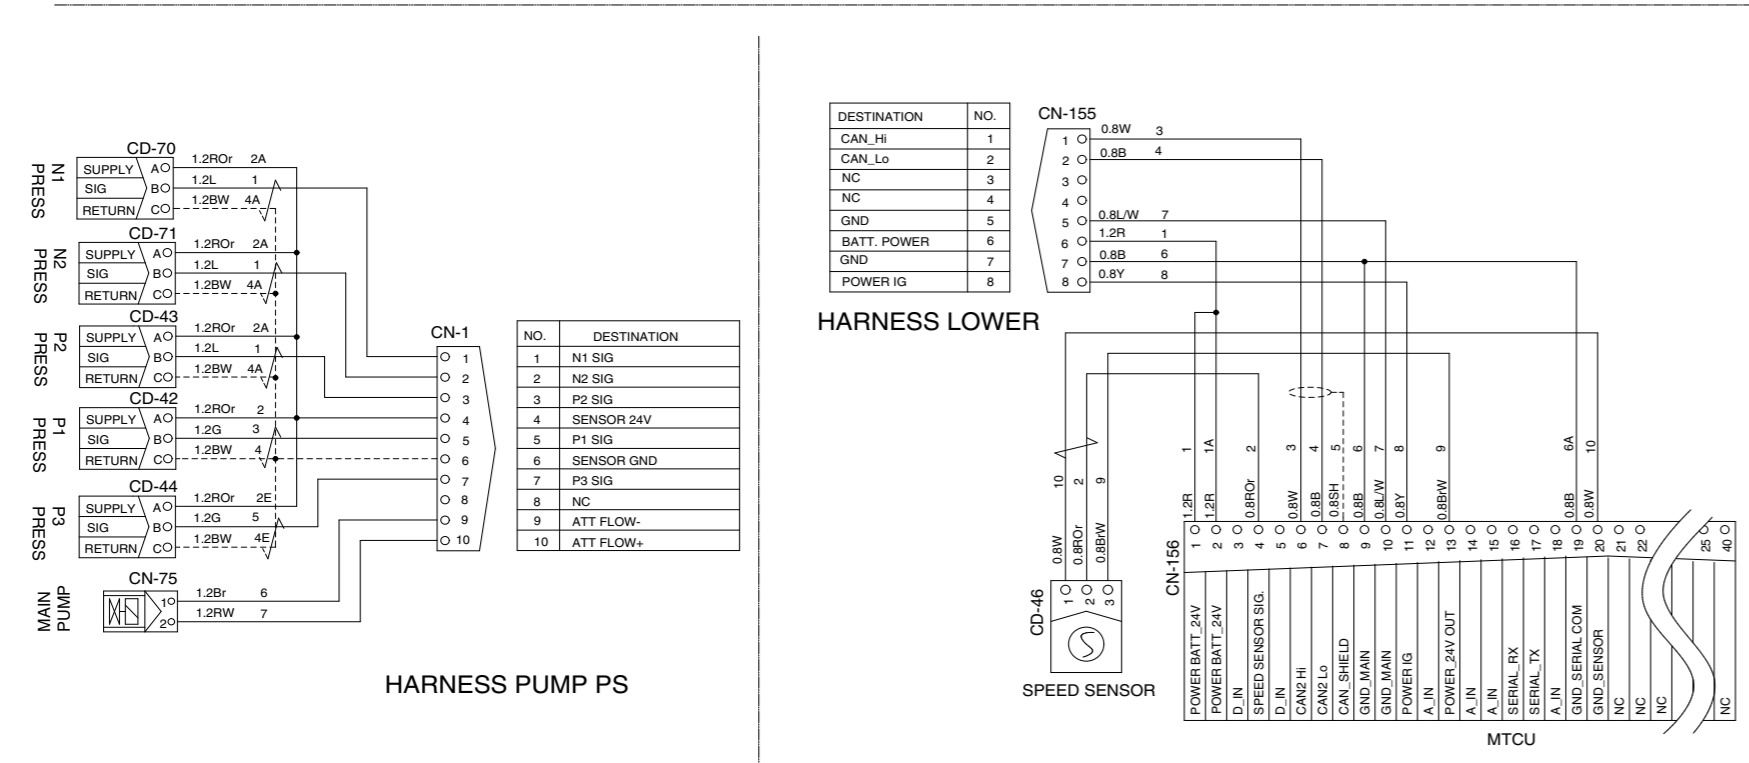 CD-70
N1 PRESS
SUPPLY A 1.2ROr 2A
SIG B 1.2L 1
RETURN C 1.2BW 4A
CD-71
N2 PRESS
SUPPLY A 1.2ROr 2A
SIG B 1.2L 1
RETURN C 1.2BW 4A
CD-43
P2 PRESS
SUPPLY A 1.2ROr 2A
SIG B 1.2L 1
RETURN C 1.2BW 4A
CD-42
P1 PRESS
SUPPLY A 1.2ROr 2
SIG B 1.2G 3
RETURN C 1.2BW 4
CD-44
P3 PRESS
SUPPLY A 1.2ROr 2E
SIG B 1.2G 5
RETURN C 1.2BW 4E
CN-75
MAIN PUMP
1 1.2Br 6
2 1.2RW 7
CN-1
1
2
3
4
5
6
7
8
9
10
NO. DESTINATION
1 N1 SIG
2 N2 SIG
3 P2 SIG
4 SENSOR 24V
5 P1 SIG
6 SENSOR GND
7 P3 SIG
8 NC
9 ATT FLOW-
10 ATT FLOW+
HARNESS PUMP PS
DESTINATION NO.
CAN_Hi 1
CAN_Lo 2
NC 3
NC 4
GND 5
BATT. POWER 6
GND 7
POWER IG 8
HARNESS LOWER
CN-155
1 0.8W 3
2 0.8B 4
3
4
5 0.8L/W 7
6 1.2R 1
7 0.8B 6
8 0.8Y 8
10 2 9
0.8W 0.8ROr 0.8BrW
CD-46
1 2 3
SPEED SENSOR
1 1A 2 3 4 5 6 7 8 9 6A 10
1.2R 1.2R 0.8ROr 0.8W 0.8B 0.8SH 0.8B 0.8L/W 0.8Y 0.8BrW 0.8B 0.8W
CN-156
1 POWER BATT_24V
2 POWER BATT_24V
3 D_IN
4 SPEED SENSOR SIG.
5 D_IN
6 CAN2 Hi
7 CAN2 Lo
8 CAN_SHIELD
9 GND_MAIN
10 GND_MAIN
11 POWER IG
12 A_IN
13 POWER_24V OUT
14 A_IN
15 A_IN
16 SERIAL_RX
17 SERIAL_TX
18 A_IN
19 GND_SERIAL COM
20 GND_SENSOR
21 NC
22 NC
NC
25
40 NC
MTCU